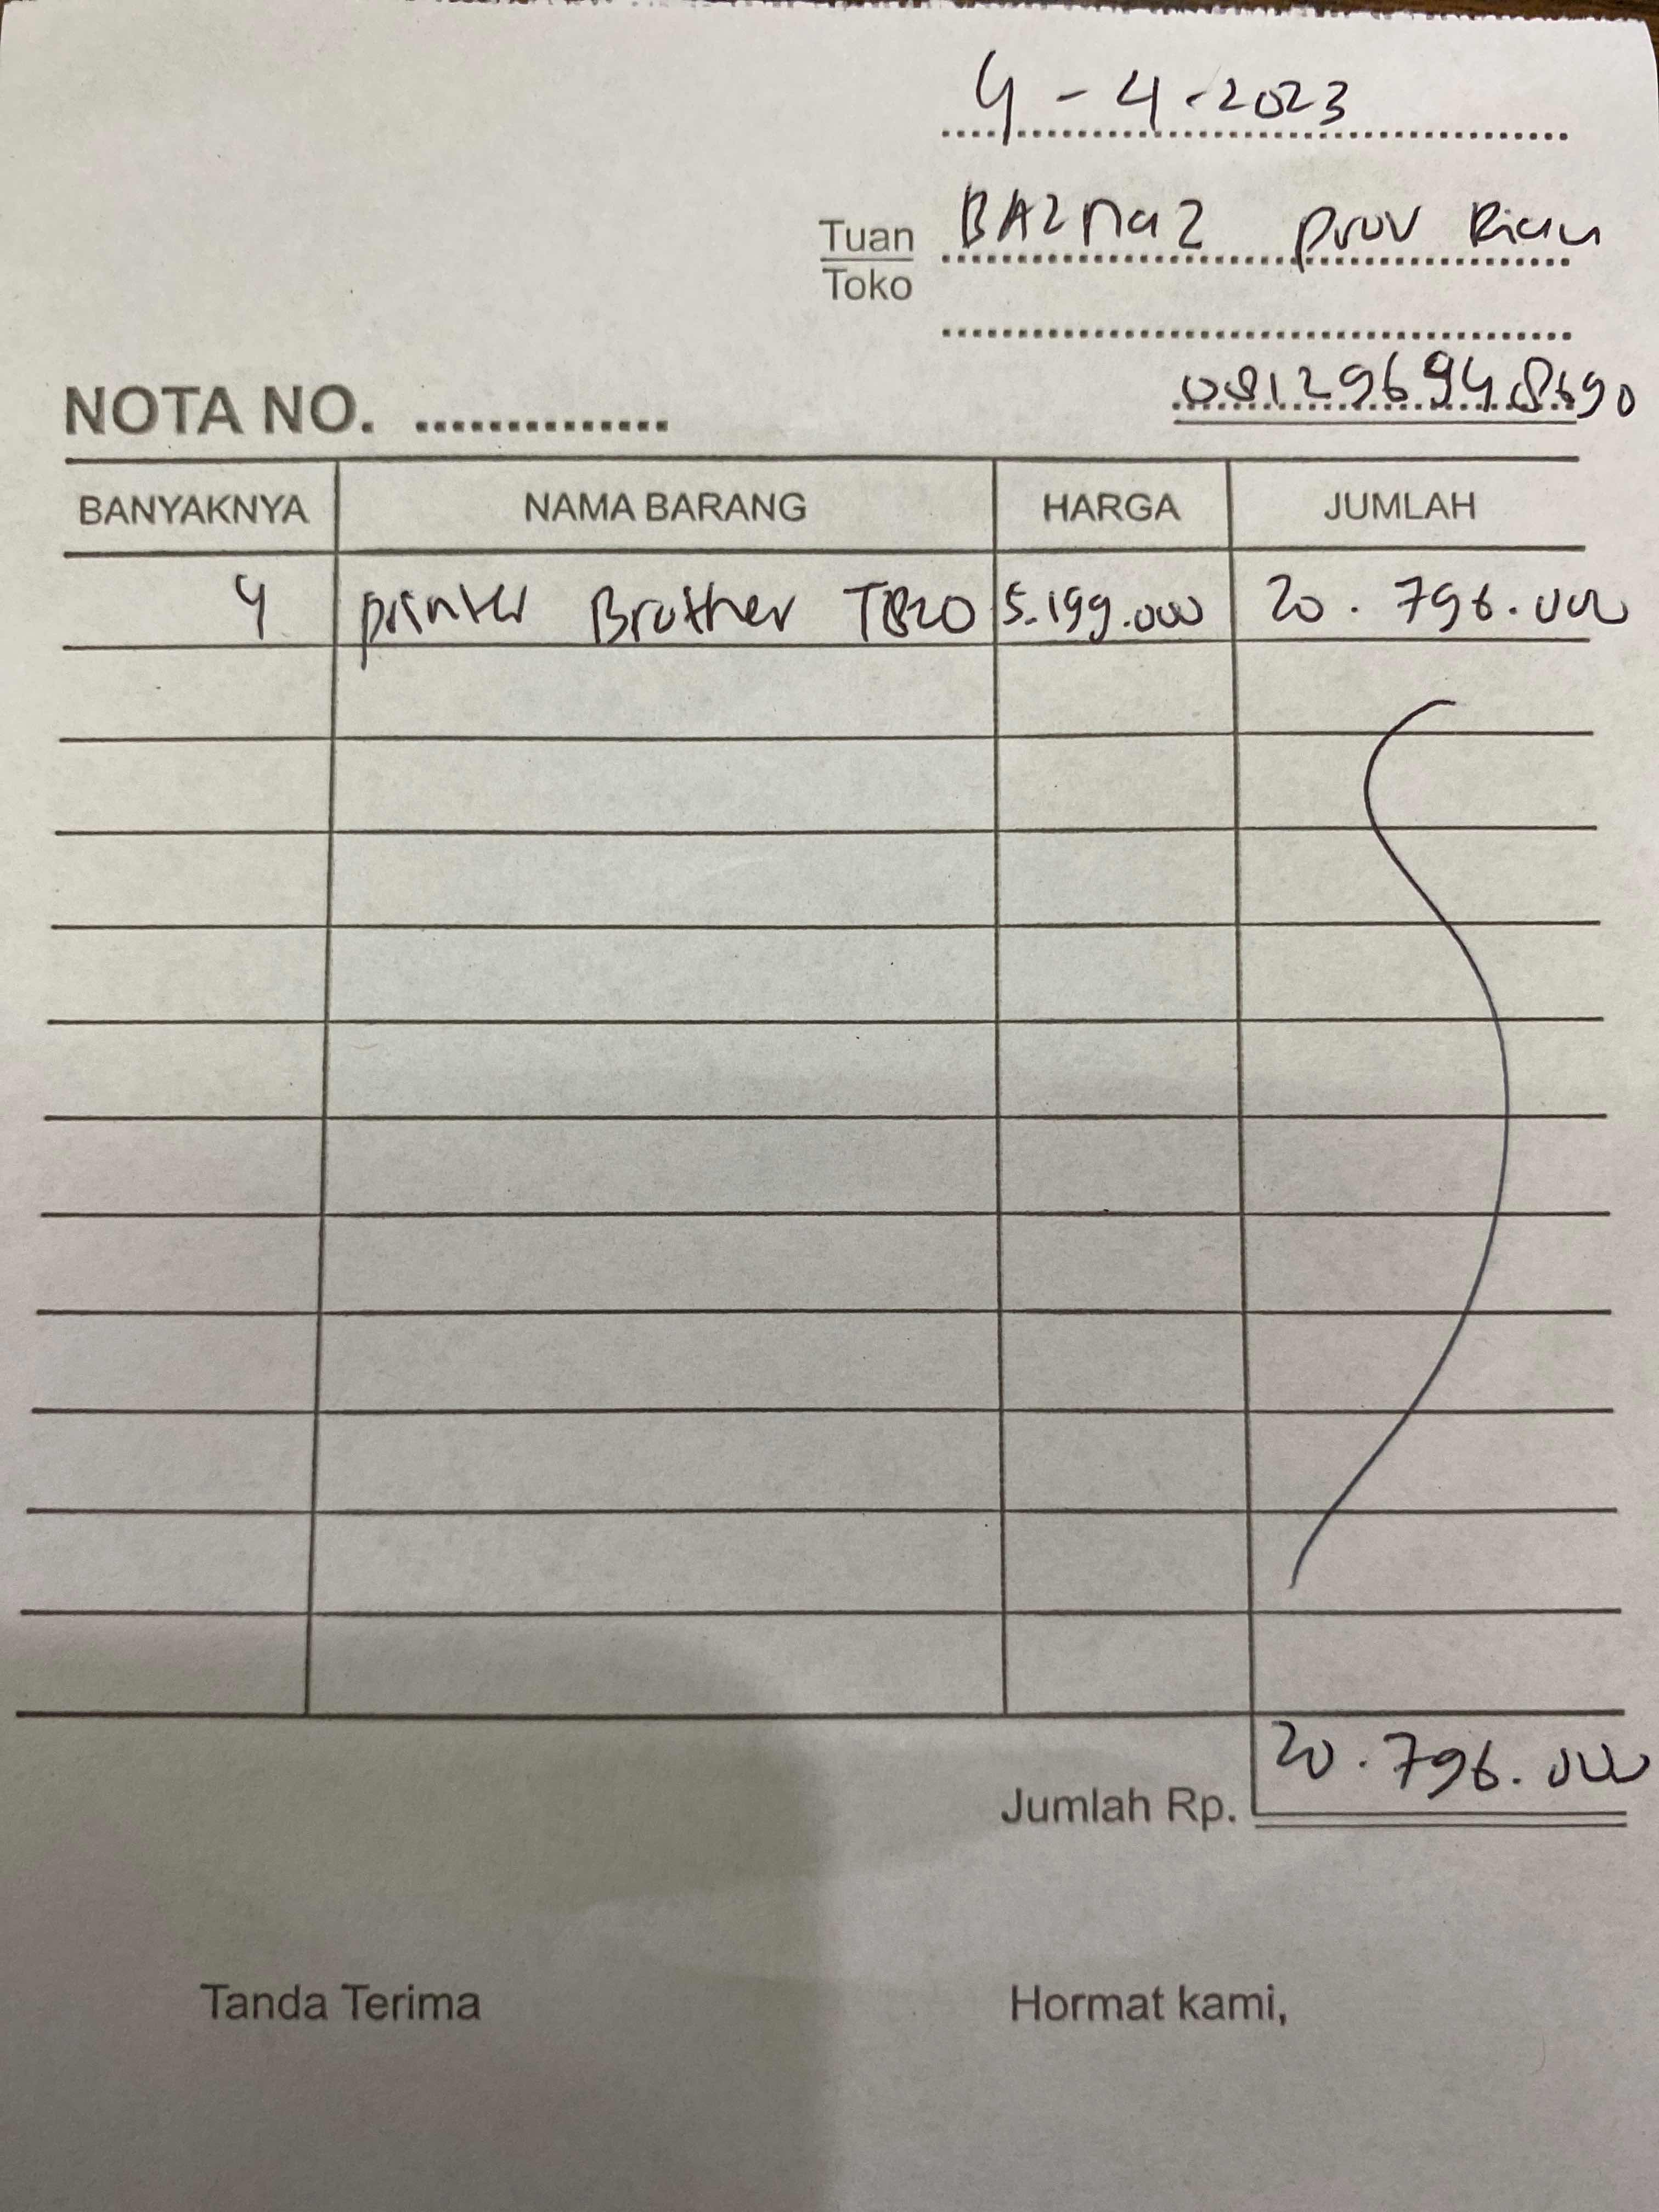 4-4-2023
Tuan BAZNAZ Prov Riau
Toko
081296948690
NOTA NO. ..............
BANYAKNYA NAMA BARANG HARGA JUMLAH
4 printer Brother T820 5.199.000 20.796.000
Jumlah Rp. 20.796.000
Tanda Terima Hormat kami,